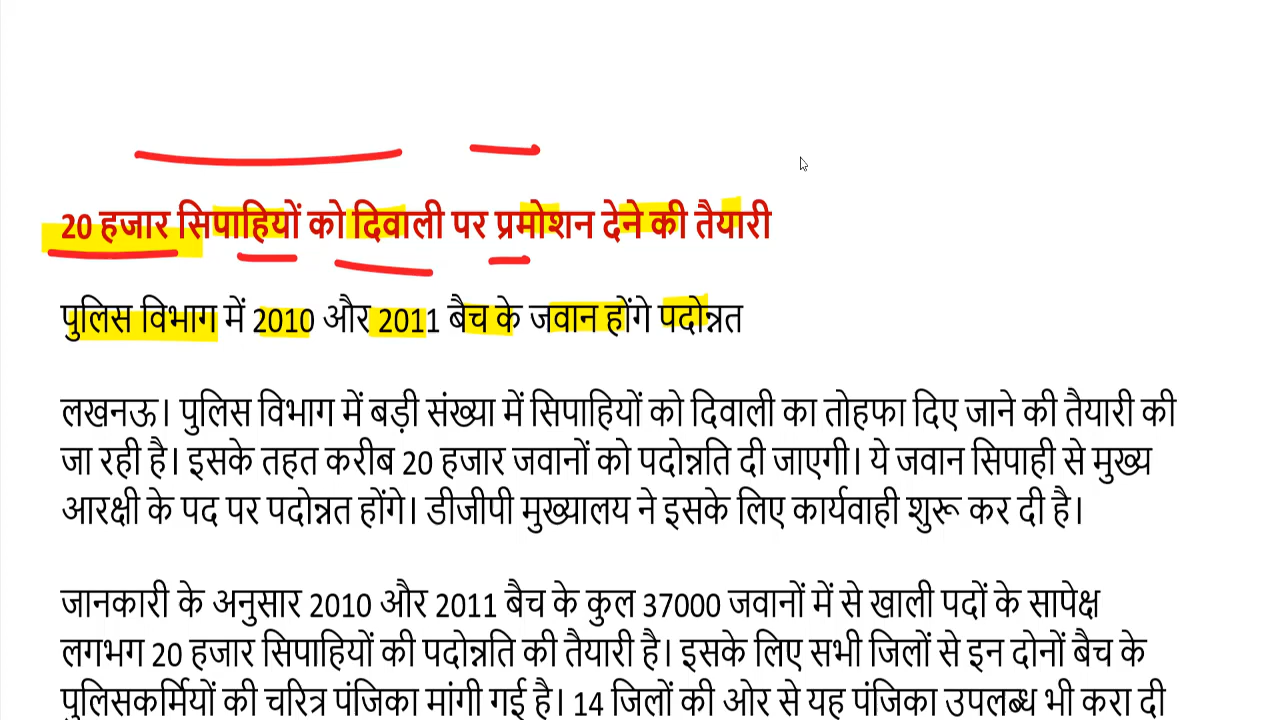 20 हजार सिपाहियों को दिवाली पर प्रमोशन देने की तैयारी
पुलिस विभाग में 2010 और 2011 बैच के जवान होंगे पदोन्नत
लखनऊ। पुलिस विभाग में बड़ी संख्या में सिपाहियों को दिवाली का तोहफा दिए जाने की तैयारी की
जा रही है। इसके तहत करीब 20 हजार जवानों को पदोन्नति दी जाएगी। ये जवान सिपाही से मुख्य
आरक्षी के पद पर पदोन्नत होंगे। डीजीपी मुख्यालय ने इसके लिए कार्यवाही शुरू कर दी है।
जानकारी के अनुसार 2010 और 2011 बैच के कुल 37000 जवानों में से खाली पदों के सापेक्ष
लगभग 20 हजार सिपाहियों की पदोन्नति की तैयारी है। इसके लिए सभी जिलों से इन दोनों बैच के
पुलिसकर्मियों की चरित्र पंजिका मांगी गई है। 14 जिलों की ओर से यह पंजिका उपलब्ध भी करा दी